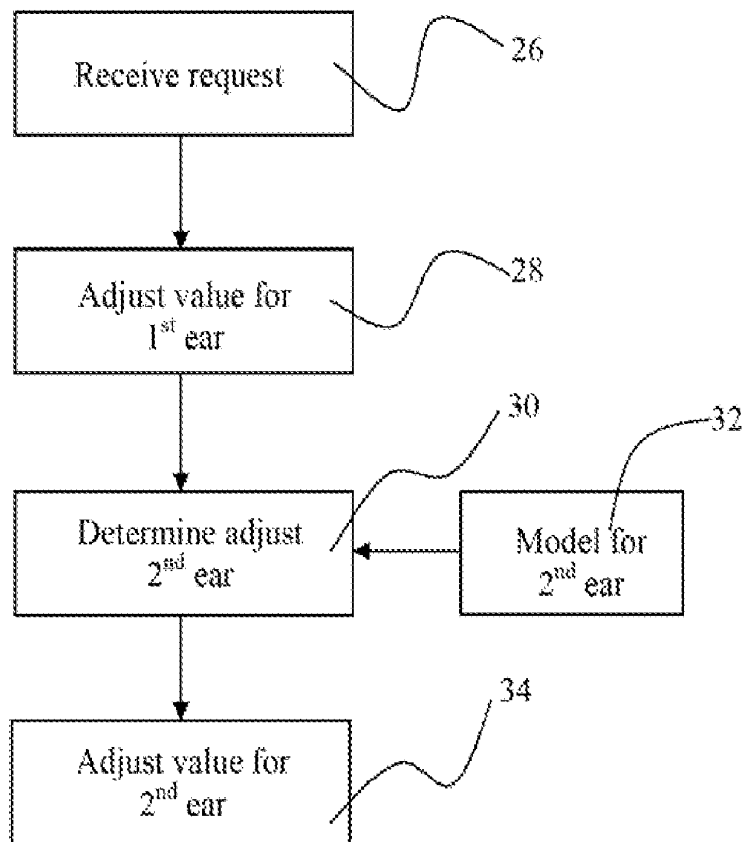 Receive request
26
Adjust value for
1st ear
28
30
32
Determine adjust
2nd ear
Model for
2nd ear
34
Adjust value for
2nd ear